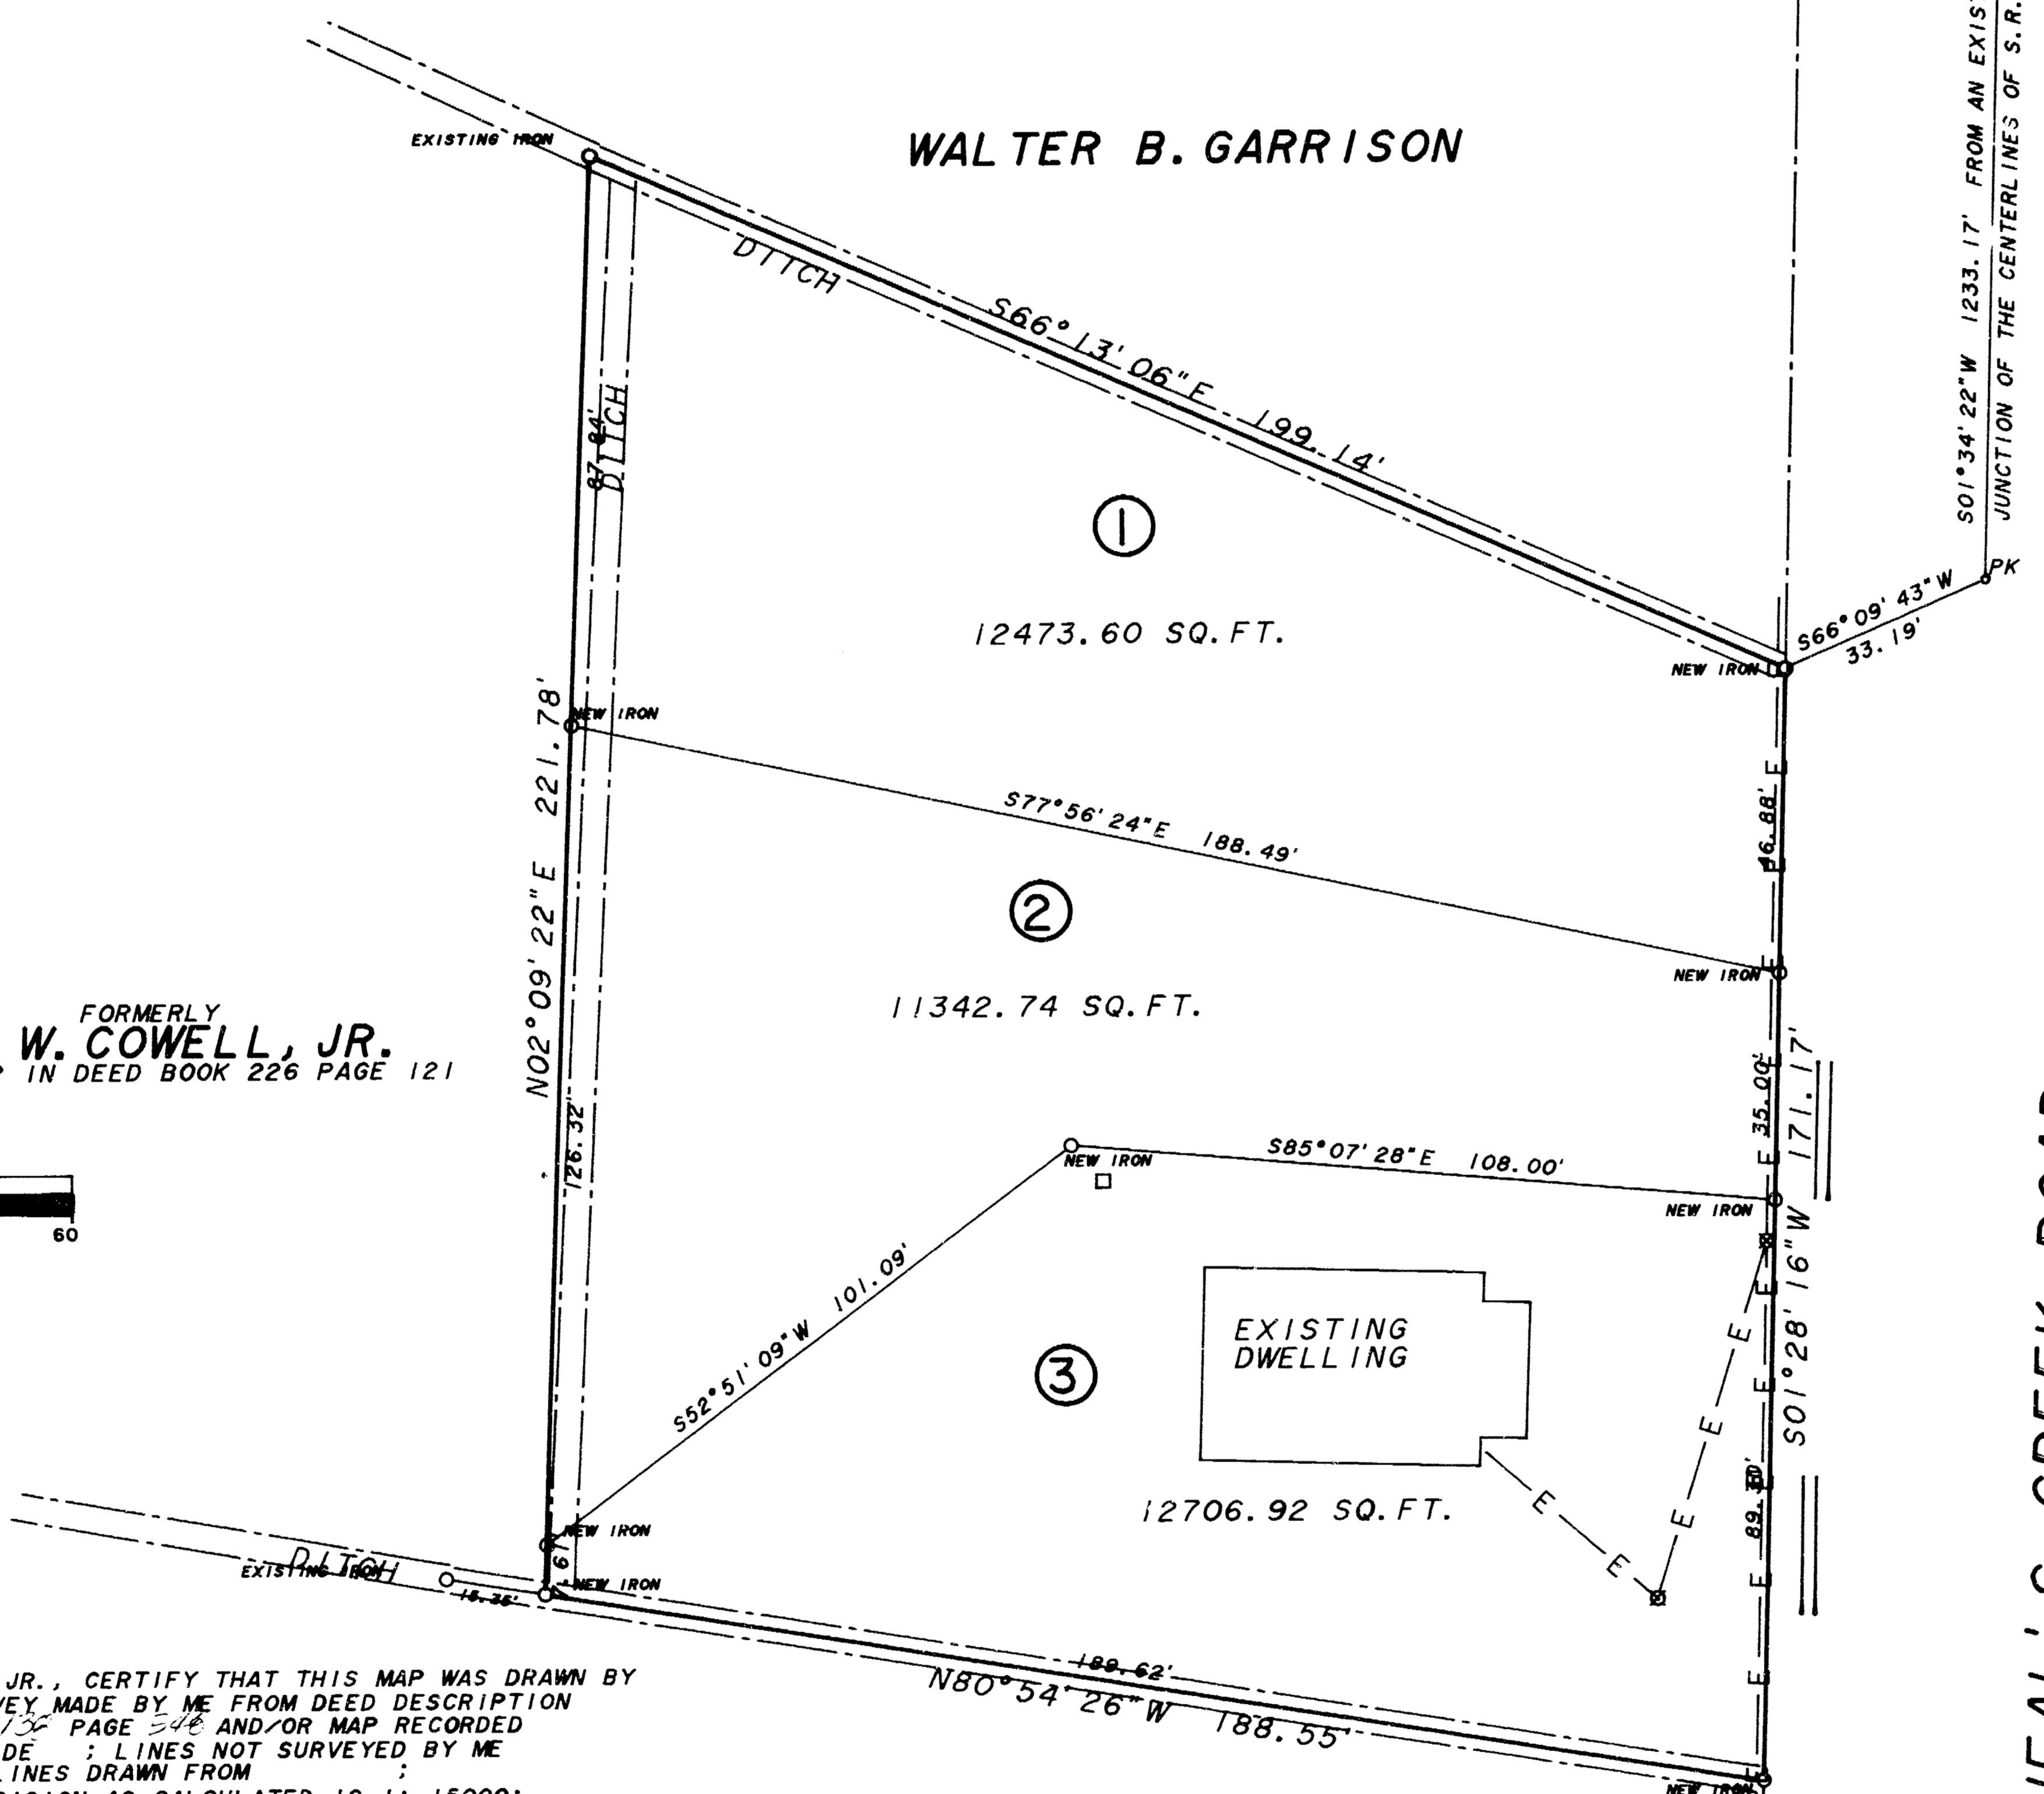 S01°34'22"W 1233.17' FROM AN EXIS
JUNCTION OF THE CENTERLINES OF S.R.
EXISTING IRON
WALTER B. GARRISON
DITCH
S66°13'06"E 199.14'
87.84'
DITCH
1
12473.60 SQ.FT.
PK
S66°09'43"W
33.19'
NEW IRON
NEW IRON
N02°09'22"E 221.78'
S77°56'24"E 188.49'
46.88'
E
E
E
2
NEW IRON
11342.74 SQ.FT.
FORMERLY
W. COWELL, JR.
IN DEED BOOK 226 PAGE 121
126.32'
35.00'
S01°28'16"W 171.17'
E
E
NEW IRON
S85°07'28"E 108.00'
NEW IRON
60
S52°51'09"W 101.09'
EXISTING
DWELLING
3
E
E
E
E
E
E
E
E
E
E
E
E
89.30'
12706.92 SQ.FT.
CREEK ROAD
NEW IRON
DITCH
EXISTING IRON
15.35'
NEW IRON
189.62'
N80°54'26"W 188.55'
NEW IRON
JR., CERTIFY THAT THIS MAP WAS DRAWN BY
VEY MADE BY ME FROM DEED DESCRIPTION
PAGE 546 AND/OR MAP RECORDED
DE ; LINES NOT SURVEYED BY ME
LINES DRAWN FROM ;